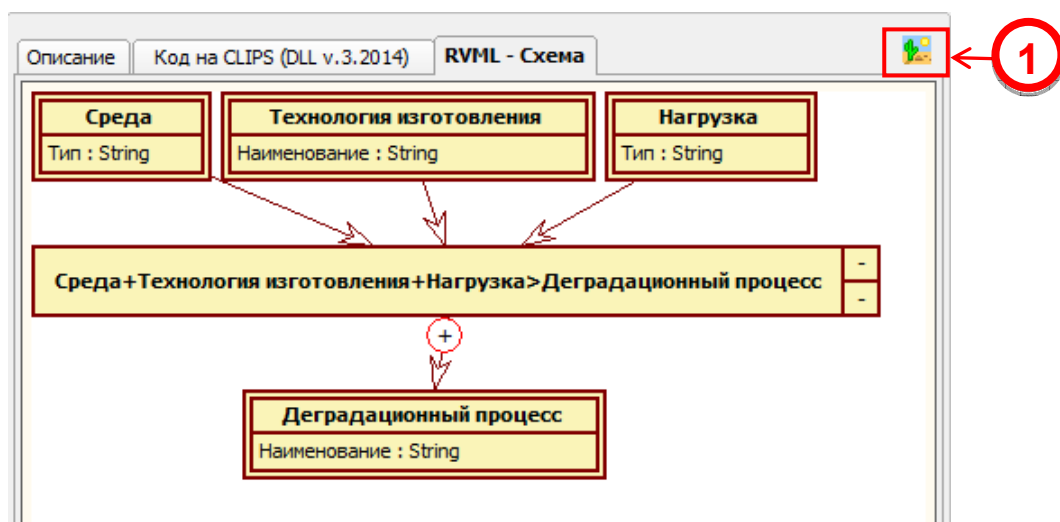 Описание
Код на CLIPS (DLL v.3.2014)
RVML - Схема
1
Среда
Тип : String
Технология изготовления
Наименование : String
Нагрузка
Тип : String
Среда+Технология изготовления+Нагрузка>Деградационный процесс
-
-
+
Деградационный процесс
Наименование : String